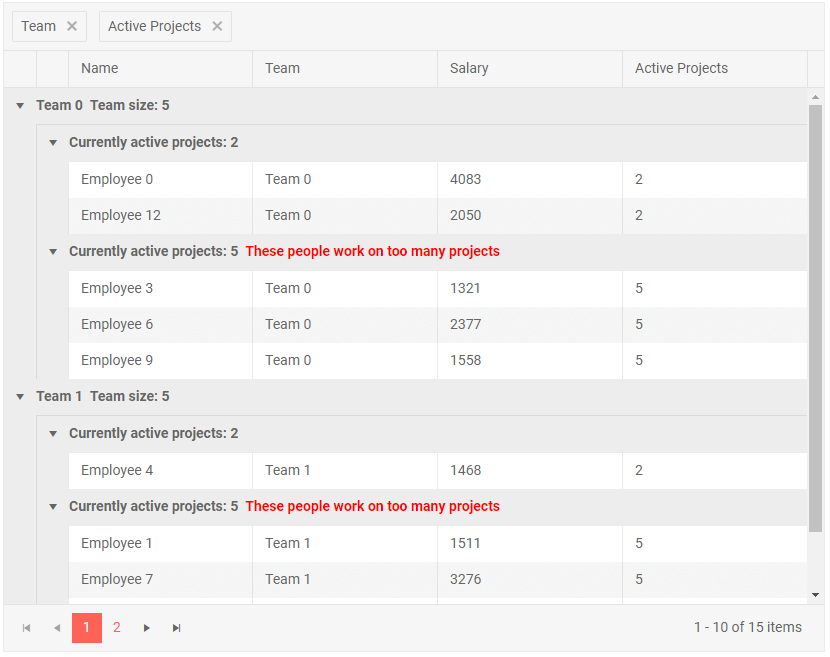 Team Active Projects
Name Team Salary Active Projects
Team 0 Team size: 5
Currently active projects: 2
Employee 0 Team 0 4083 2
Employee 12 Team 0 2050 2
Currently active projects: 5 These people work on too many projects
Employee 3 Team 0 1321 5
Employee 6 Team 0 2377 5
Employee 9 Team 0 1558 5
Team 1 Team size: 5
Currently active projects: 2
Employee 4 Team 1 1468 2
Currently active projects: 5 These people work on too many projects
Employee 1 Team 1 1511 5
Employee 7 Team 1 3276 5
1 2 1 - 10 of 15 items